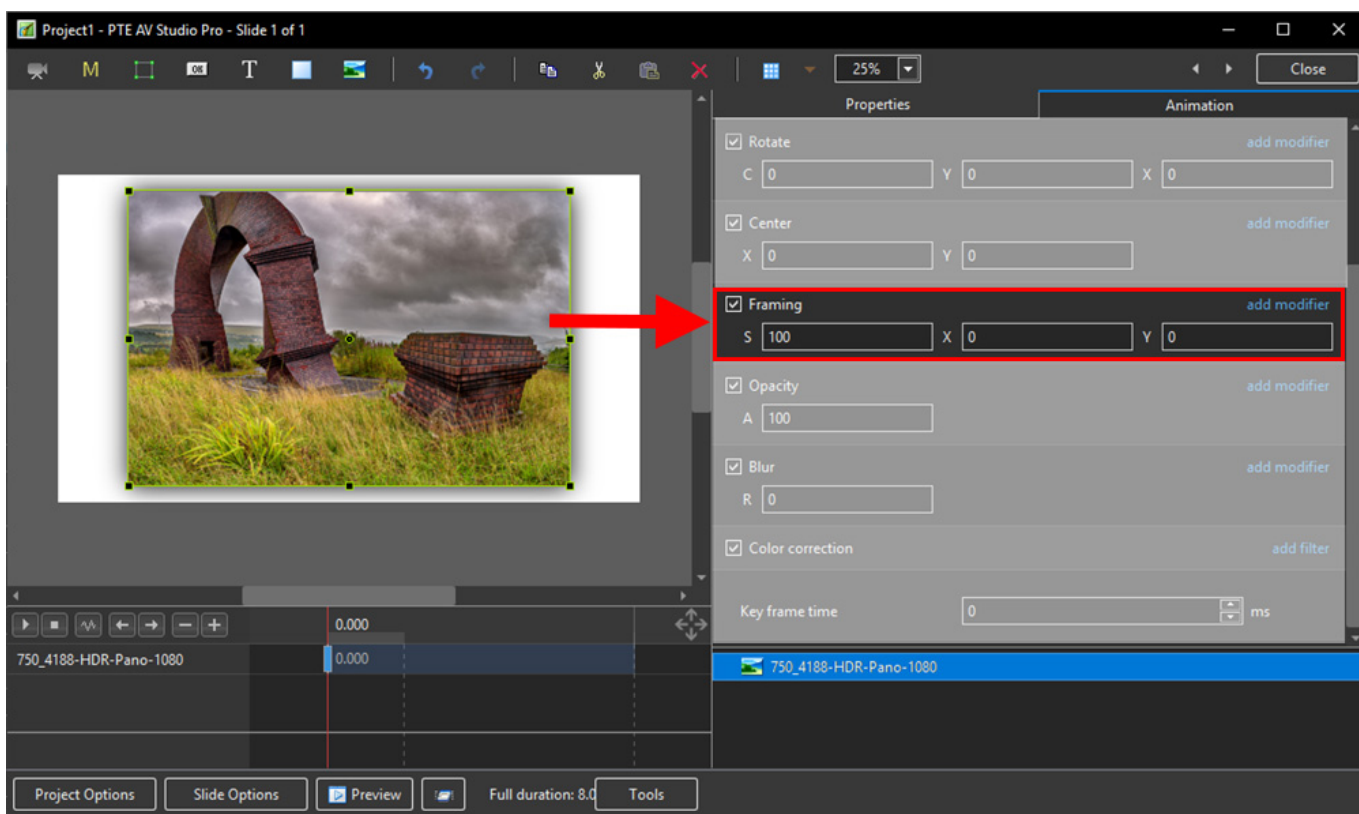 Project1 - PTE AV Studio Pro - Slide 1 of 1
M OK T 25% Close
Properties Animation
Rotate add modifier
C 0 Y 0 X 0
Center add modifier
X 0 Y 0
Framing add modifier
S 100 X 0 Y 0
Opacity add modifier
A 100
Blur add modifier
R 0
Color correction add filter
Key frame time 0 ms
0.000
750_4188-HDR-Pano-1080 0.000
750_4188-HDR-Pano-1080
Project Options Slide Options Preview Full duration: 8.0 Tools